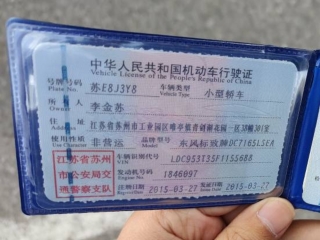 中华人民共和国机动车行驶证
Vehicle License of the People's Republic of China
号牌号码 苏E8J3Y8 车辆类型 小型轿车
Plate No. Vehicle Type
所有人 李金苏
Owner
住址 江苏省苏州市工业园区唯亭镇青剑湖花园一区
Address
使用性质 非营运 品牌型号 东风标致牌DC7165LSEA
Use Character Model
江苏省苏州市公安局交通警察支队
车辆识别代号 LDC953T35F1155688
VIN
发动机号码 1846097
Engine No.
注册日期 2015-03-27 发证日期 2015-03-27
Register Date Issue Date